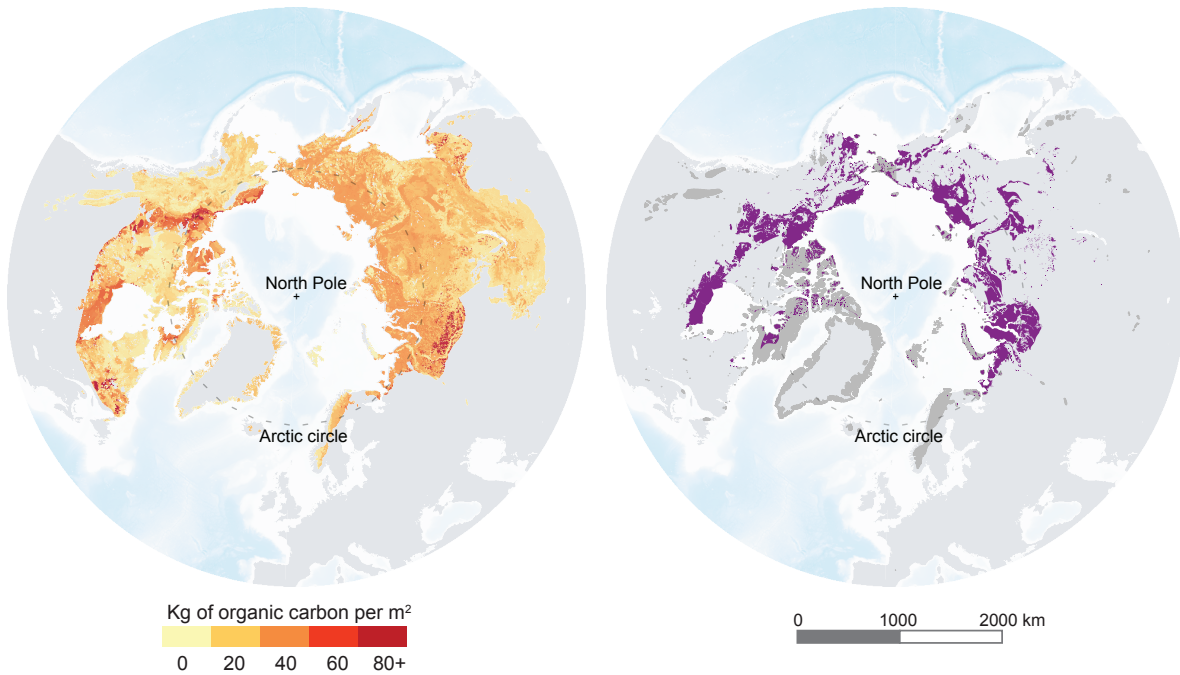 North Pole
+
Arctic circle
North Pole
+
Arctic circle
Kg of organic carbon per m²
0 20 40 60 80+
0 1000 2000 km